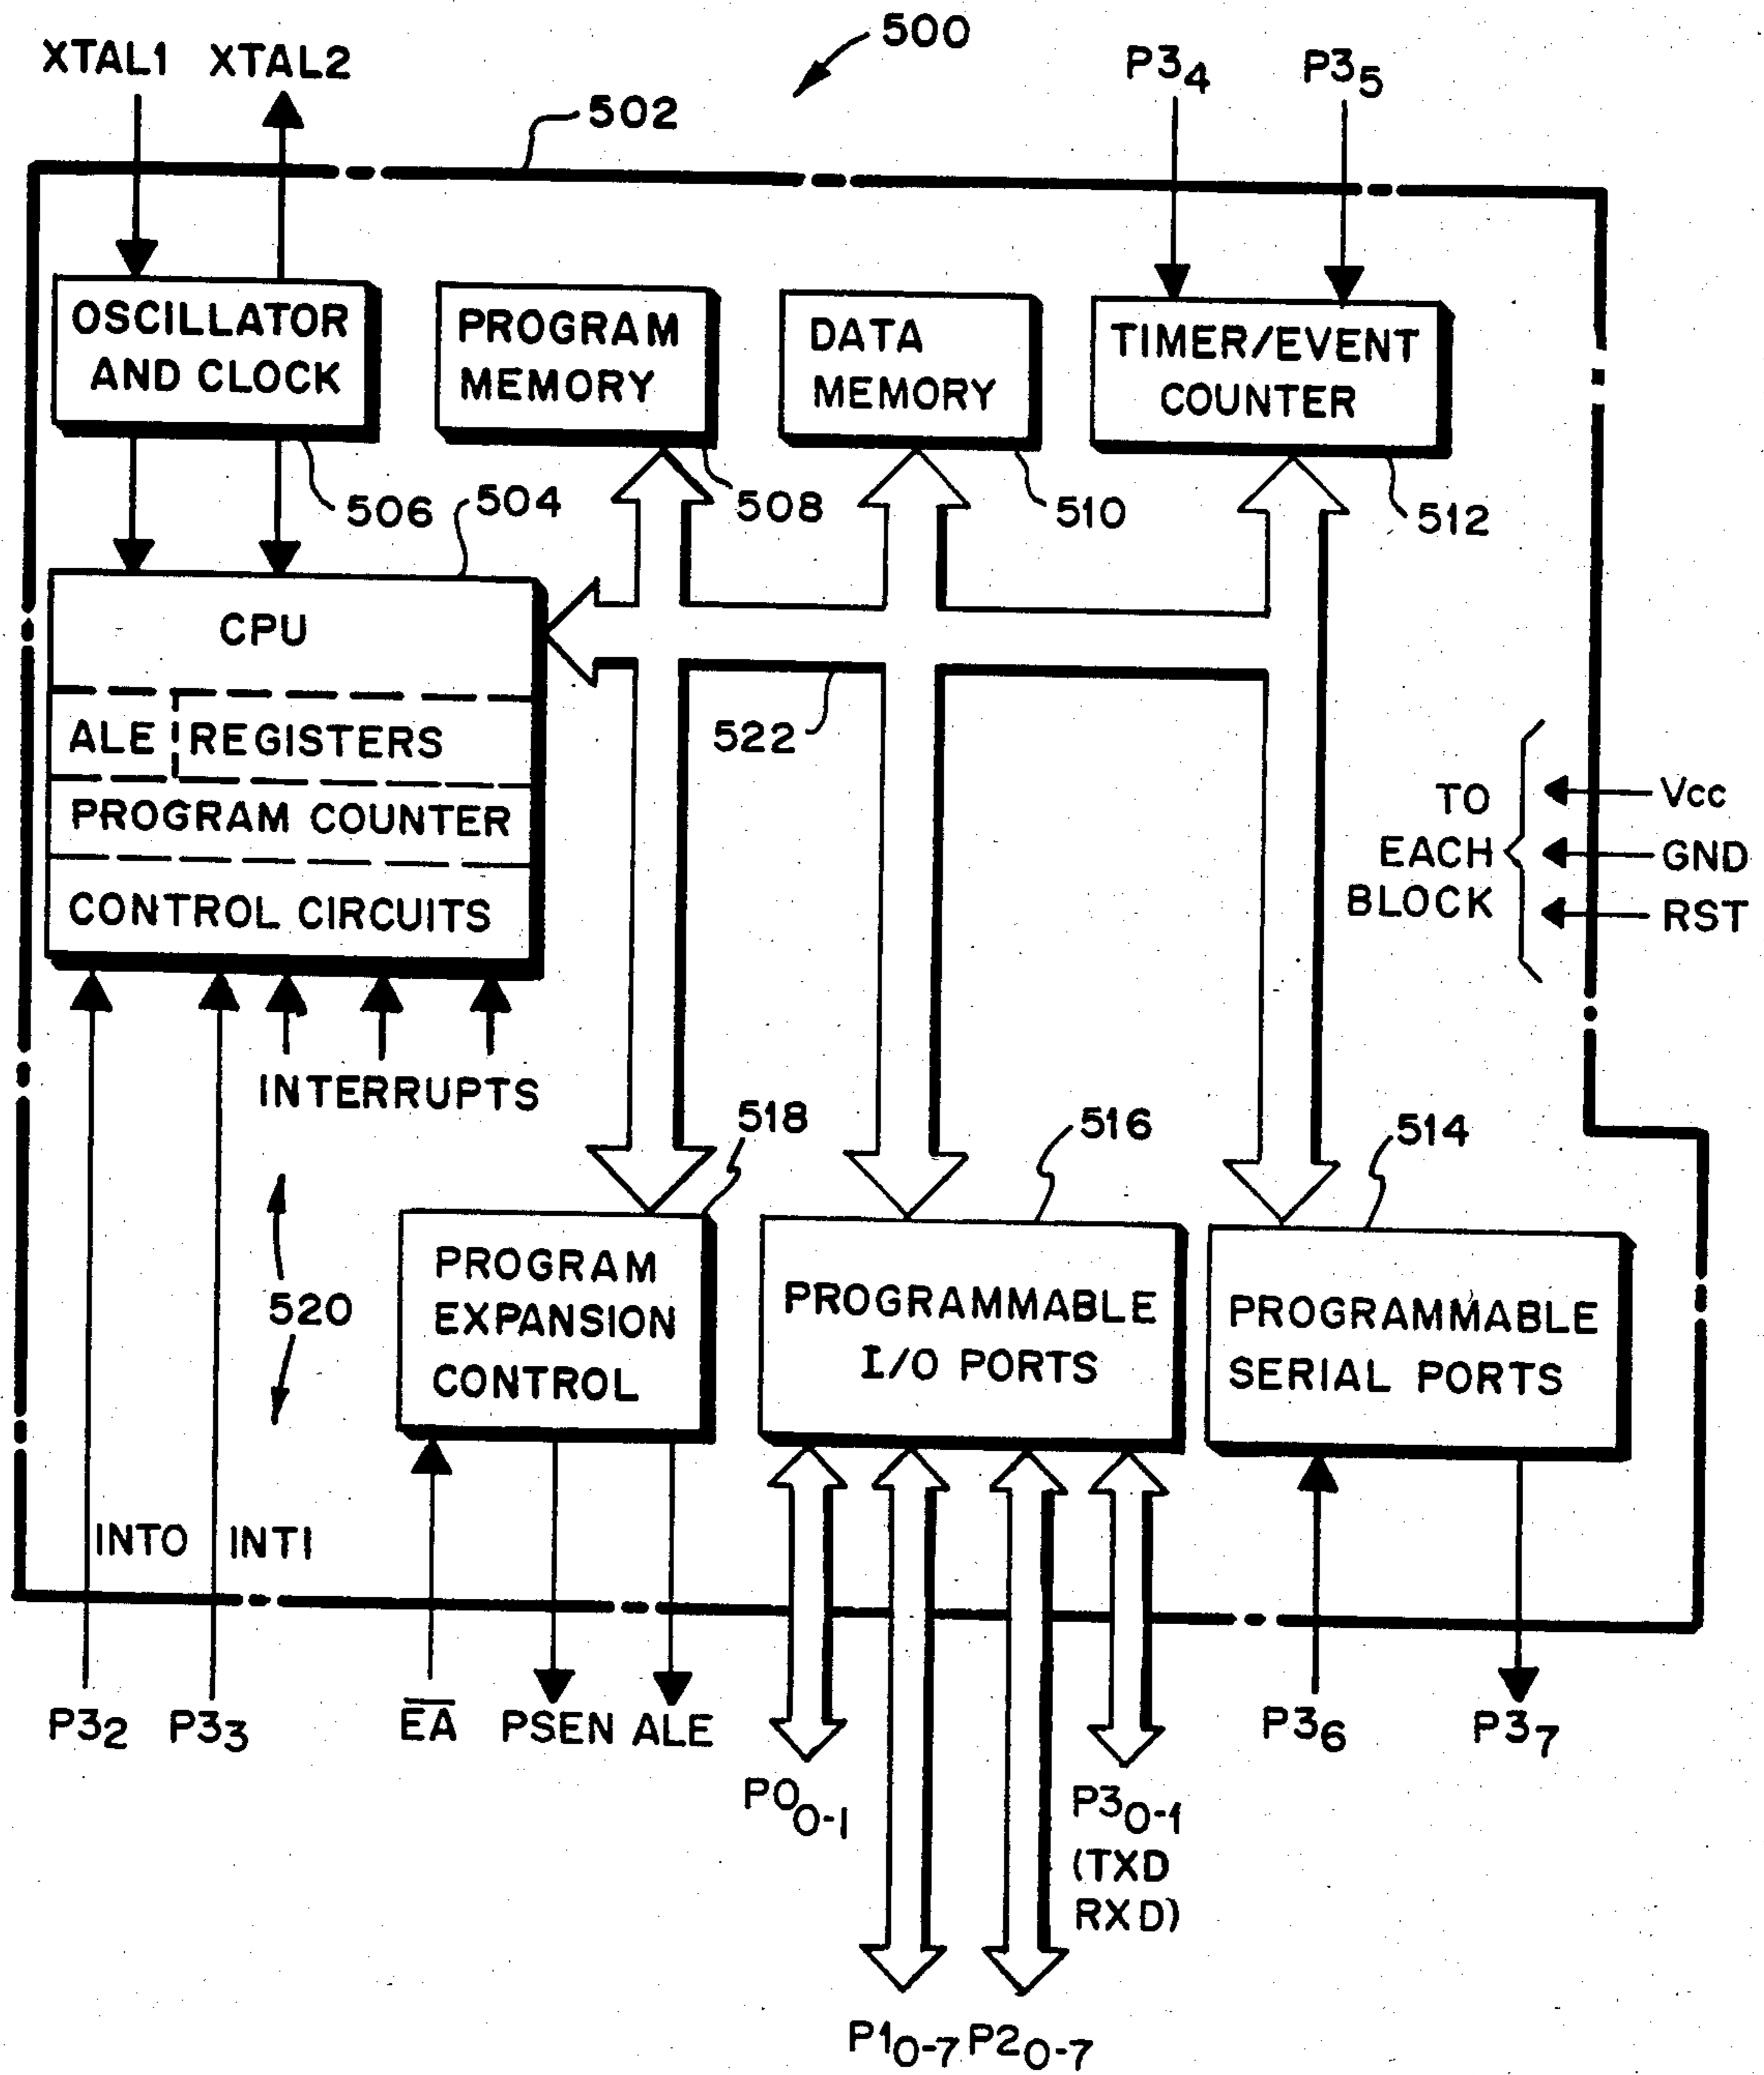 500
XTAL1 XTAL2
P34 P35
502
OSCILLATOR
AND CLOCK
PROGRAM
MEMORY
DATA
MEMORY
TIMER/EVENT
COUNTER
506
504
508
510
512
CPU
ALE REGISTERS
PROGRAM COUNTER
CONTROL CIRCUITS
522
TO
EACH
BLOCK
Vcc
GND
RST
INTERRUPTS
518
516
514
520
PROGRAM
EXPANSION
CONTROL
PROGRAMMABLE
I/O PORTS
PROGRAMMABLE
SERIAL PORTS
INTO INTI
P32 P33 EA PSEN ALE
P36 P37
PO0-1
P30-1
(TXD
RXD)
P10-7 P20-7